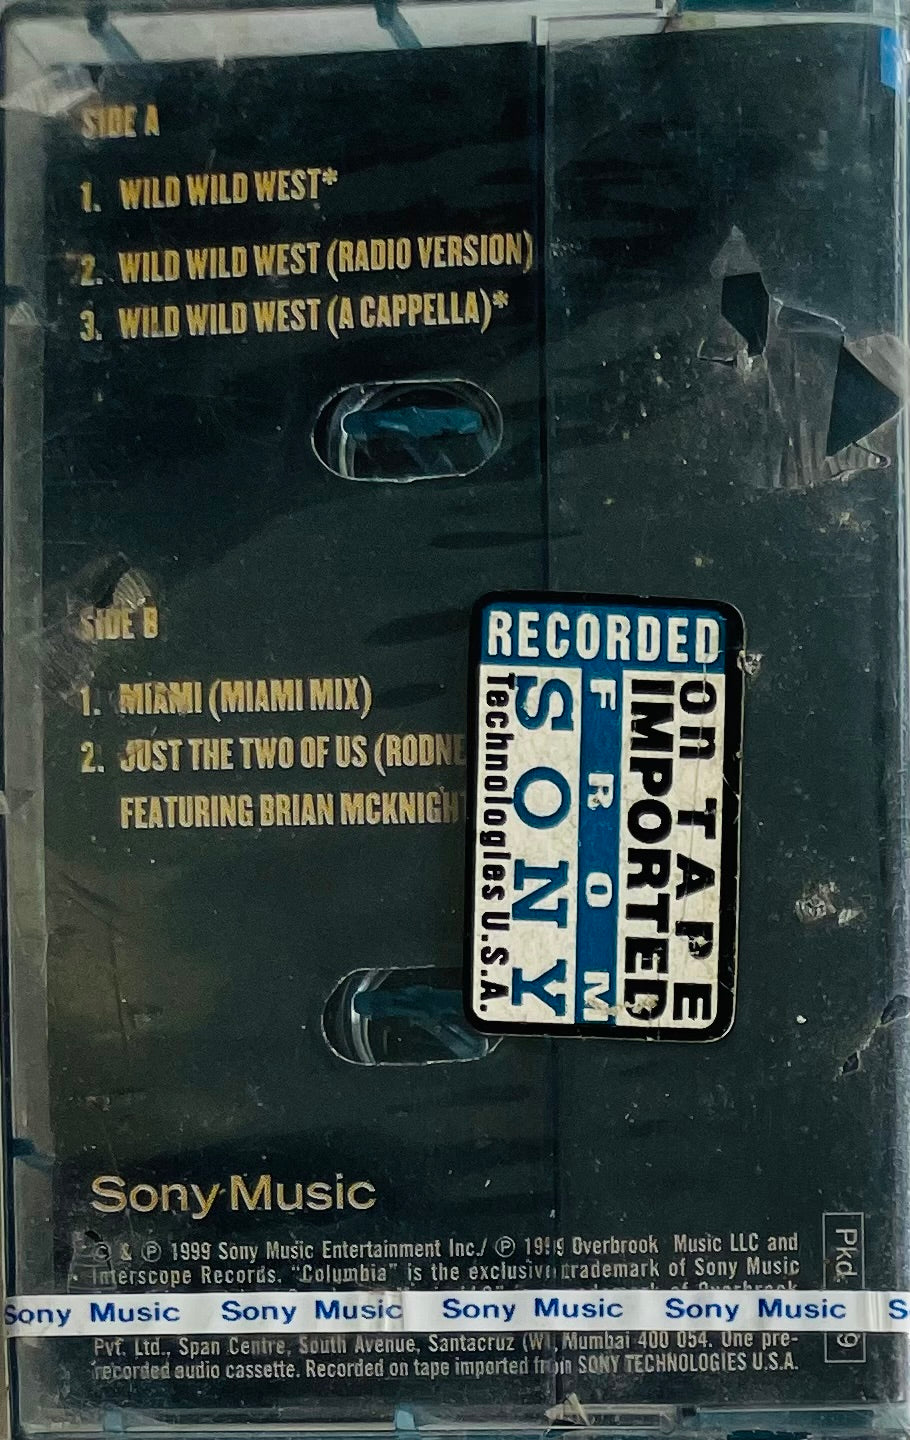 SIDE A
1. WILD WILD WEST*
2. WILD WILD WEST (RADIO VERSION)
3. WILD WILD WEST (A CAPPELLA)*
SIDE B
1. MIAMI (MIAMI MIX)
2. JUST THE TWO OF US (RODNE
FEATURING BRIAN MCKNIGH
RECORDED
On TAPE
IMPORTED
FROM
SONY
Technologies U.S.A.
Sony Music
© & ℗ 1999 Sony Music Entertainment Inc./ ℗ 1999 Overbrook Music LLC and
Interscope Records. "Columbia" is the exclusive trademark of Sony Music
Sony Music Sony Music Sony Music Sony Music S
Pvt. Ltd., Span Centre, South Avenue, Santacruz (W), Mumbai 400 054. One pre-
recorded audio cassette. Recorded on tape imported from SONY TECHNOLOGIES U.S.A.
Pkd. 9